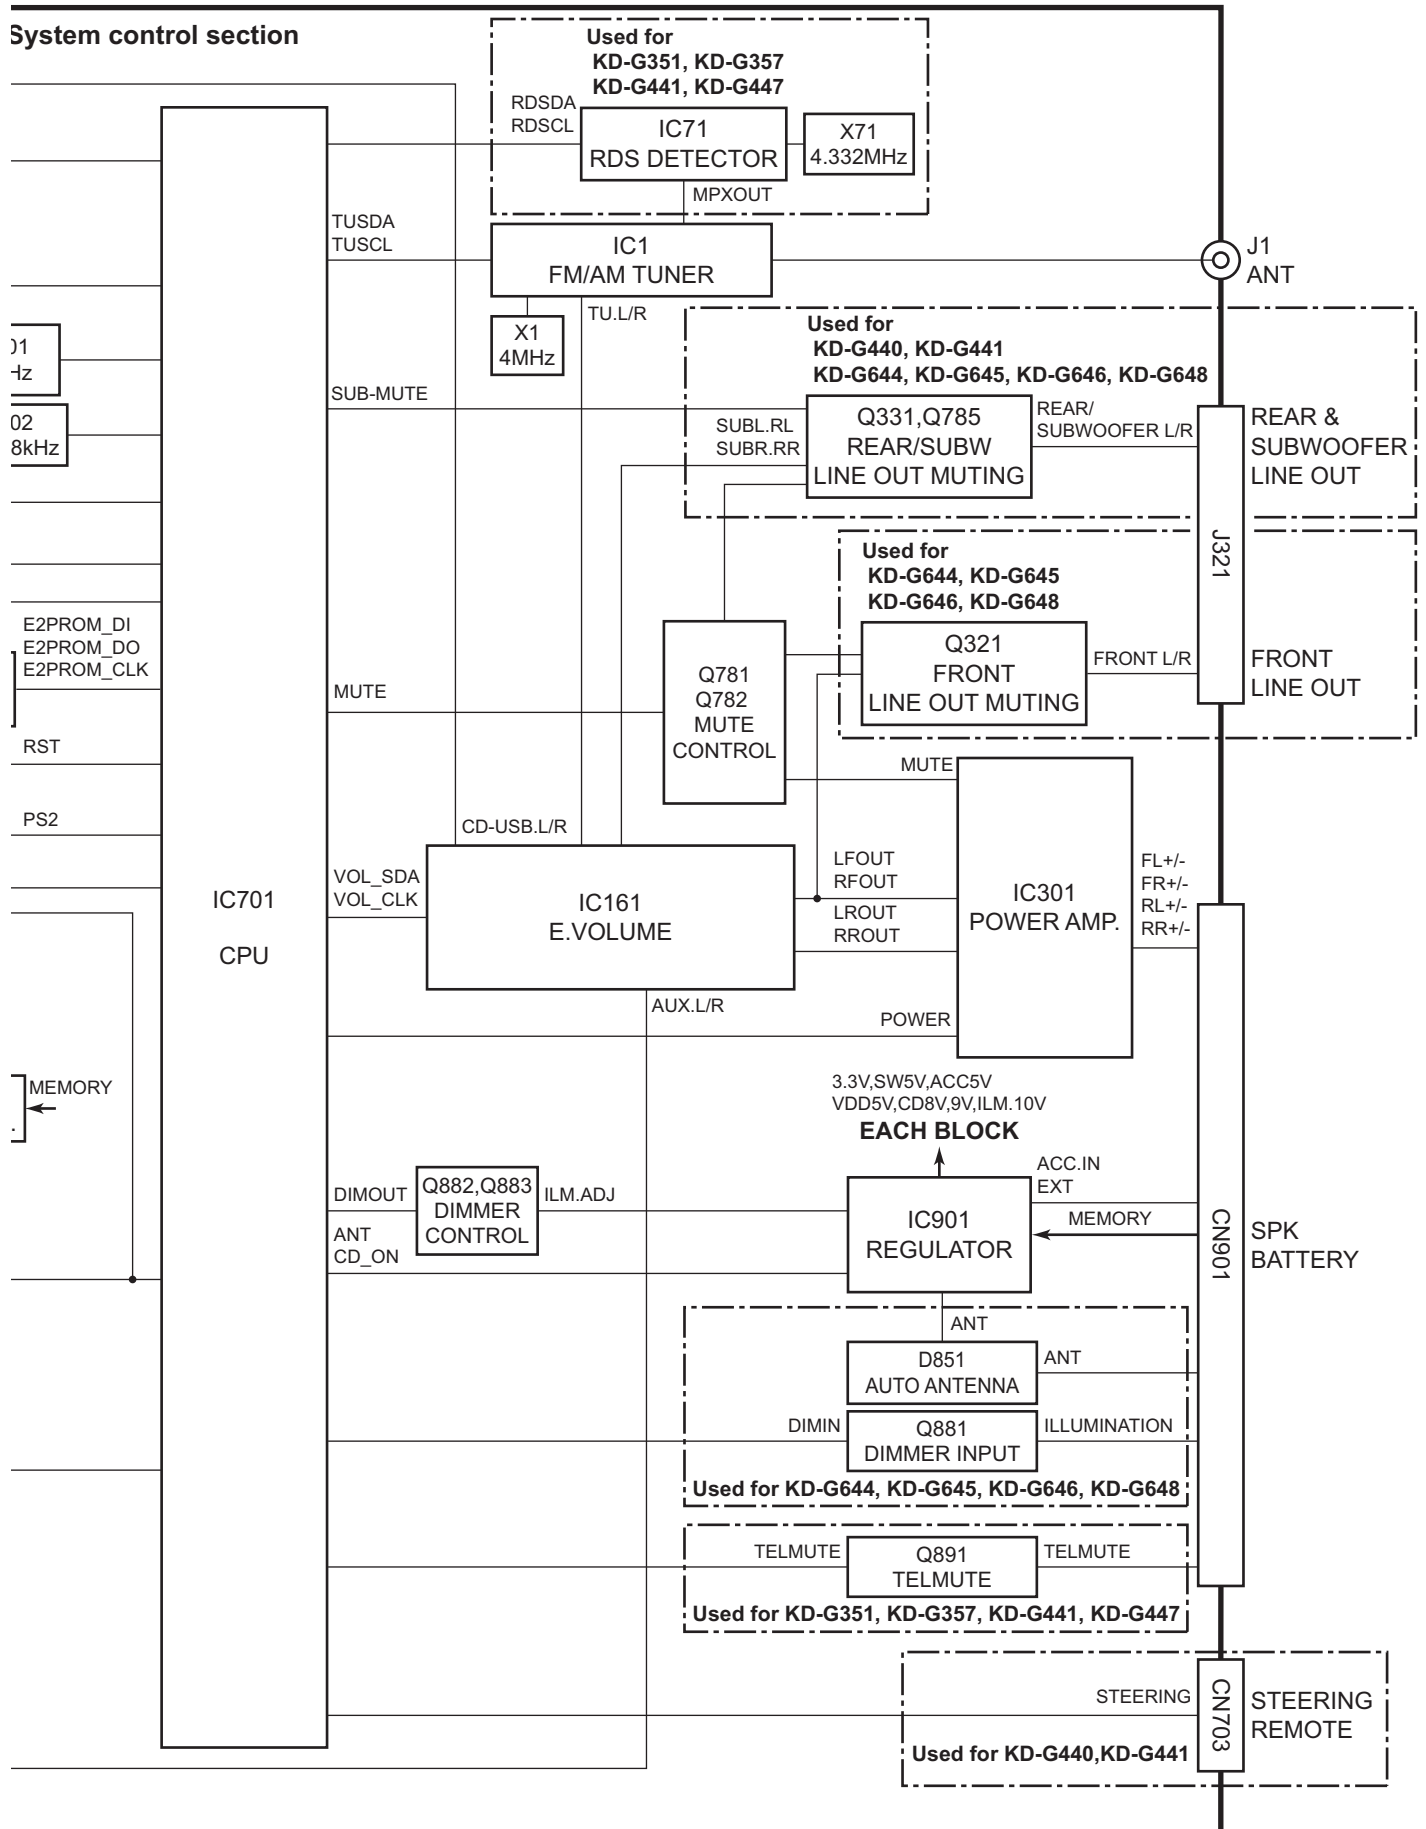 System control section
Used for
KD-G351, KD-G357
KD-G441, KD-G447
RDSDA
RDSCL
IC71
RDS DETECTOR
X71
4.332MHz
MPXOUT
TUSDA
TUSCL
IC1
FM/AM TUNER
J1
ANT
X1
4MHz
TU.L/R
01
Hz
02
8kHz
Used for
KD-G440, KD-G441
KD-G644, KD-G645, KD-G646, KD-G648
SUB-MUTE
SUBL.RL
SUBR.RR
Q331,Q785
REAR/SUBW
LINE OUT MUTING
REAR/
SUBWOOFER L/R
REAR &
SUBWOOFER
LINE OUT
J321
Used for
KD-G644, KD-G645
KD-G646, KD-G648
E2PROM_DI
E2PROM_DO
E2PROM_CLK
MUTE
Q781
Q782
MUTE
CONTROL
Q321
FRONT
LINE OUT MUTING
FRONT L/R
FRONT
LINE OUT
RST
PS2
MUTE
CD-USB.L/R
IC701
CPU
VOL_SDA
VOL_CLK
IC161
E.VOLUME
LFOUT
RFOUT
LROUT
RROUT
IC301
POWER AMP.
FL+/-
FR+/-
RL+/-
RR+/-
AUX.L/R
POWER
MEMORY
.
3.3V,SW5V,ACC5V
VDD5V,CD8V,9V,ILM.10V
EACH BLOCK
DIMOUT
Q882,Q883
DIMMER
CONTROL
ILM.ADJ
ANT
CD_ON
IC901
REGULATOR
ACC.IN
EXT
MEMORY
CN901
SPK
BATTERY
ANT
D851
AUTO ANTENNA
ANT
DIMIN
Q881
DIMMER INPUT
ILLUMINATION
Used for KD-G644, KD-G645, KD-G646, KD-G648
TELMUTE
Q891
TELMUTE
TELMUTE
Used for KD-G351, KD-G357, KD-G441, KD-G447
STEERING
CN703
STEERING
REMOTE
Used for KD-G440,KD-G441